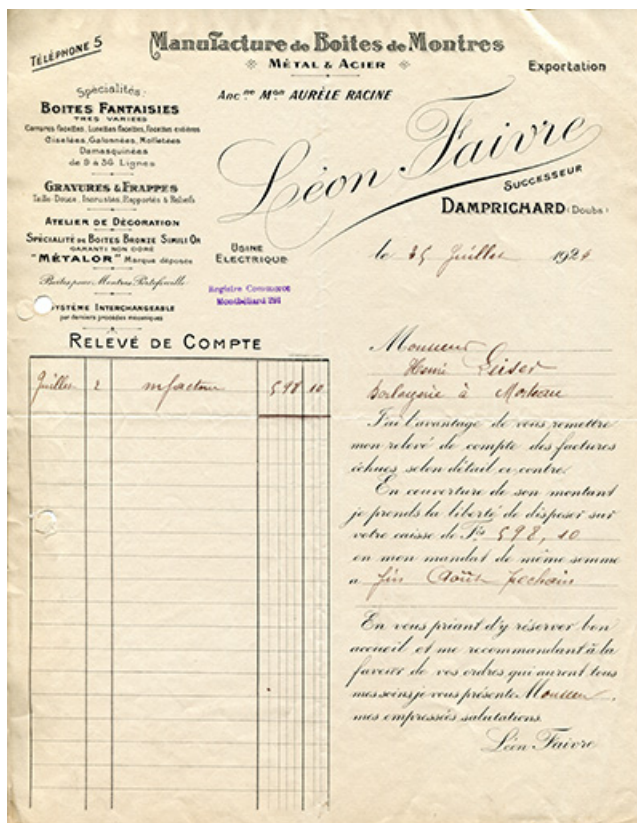 TÉLÉPHONE 5
Manufacture de Boites de Montres
MÉTAL & ACIER
Exportation
Ancne Mon AURÈLE RACINE
Léon Faivre
SUCCESSEUR
DAMPRICHARD (Doubs)
Spécialités:
BOITES FANTAISIES
TRÈS VARIÉES
Carrures facettes, Lunettes facettes, Facettes entières
Ciselées, Galonnées, Molletées
Damasquinées
de 9 à 36 Lignes
GRAVURES & FRAPPES
Taille-Douce, Incrustés, Rapportés & Reliefs
ATELIER DE DÉCORATION
SPÉCIALITÉ DE BOITES BRONZE SIMILI OR
GARANTI NON DORÉ
"MÉTALOR" Marque déposée
Boîtes pour Montres Portefeuille
SYSTÈME INTERCHANGEABLE
par derniers procédés mécaniques
USINE
ELECTRIQUE
Registre Commerce
Montbéliard 291
le 25 Juillet 1924
RELEVÉ DE COMPTE
Juillet 2 m/facture 598 10
Monsieur
Henri
Horlogerie à Morteau
J'ai l'avantage de vous remettre
mon relevé de compte des factures
échues, selon détail ci contre.
En couverture de son montant
je prends la liberté de disposer sur
votre caisse de Frs 598,10
en mon mandat de même somme
a fin Août prochain
En vous priant d'y réserver bon
accueil et me recommandant à la
faveur de vos ordres qui auront tous
mes soins, je vous présente Monsieur,
mes empressées salutations.
Léon Faivre